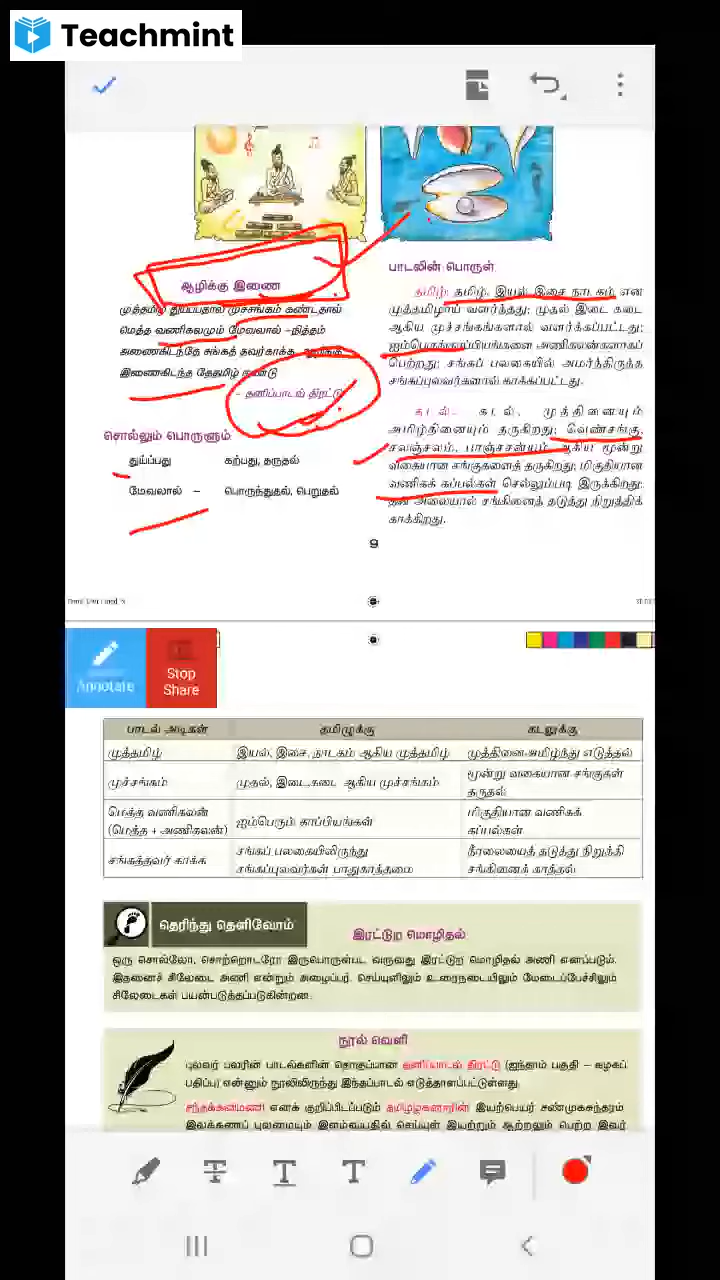 Teachmint
ஆழிக்கு இணை
முத்தமிழ் துய்ப்பதால் முச்சங்கம் கண்டதால்
மெத்த வணிகலமும் மேவலால் –நித்தம்
அணைகிடந்தே சங்கத் தவர்காக்க
இணைகிடந்த தேதமிழ் ஈண்டு
– தனிப்பாடல் திரட்டு
சொல்லும் பொருளும்
துய்ப்பது – கற்பது, தருதல்
மேவலால் – பொருந்துதல், பெறுதல்
பாடலின் பொருள்
தமிழ்: தமிழ், இயல் இசை நாடகம் என
முத்தமிழாய் வளர்ந்தது; முதல் இடை கடை
ஆகிய முச்சங்கங்களால் வளர்க்கப்பட்டது;
ஐம்பெருங்காப்பியங்களை அணிகலன்களாகப்
பெற்றது; சங்கப் பலகையில் அமர்ந்திருந்த
சங்கப்புலவர்களால் காக்கப்பட்டது.
கடல்: கடல், முத்தினையும்
அமிழ்தினையும் தருகிறது; வெண்சங்கு,
சலஞ்சலம், பாஞ்சசன்யம் ஆகிய மூன்று
வகையான சங்குகளைத் தருகிறது; மிகுதியான
வணிகக் கப்பல்கள் செல்லும்படி இருக்கிறது;
தன் அலையால் சங்கினைத் தடுத்து நிறுத்திக்
காக்கிறது.
9
Annotate
Stop
Share
பாடல் அடிகள் தமிழுக்கு கடலுக்கு
முத்தமிழ் இயல், இசை, நாடகம் ஆகிய முத்தமிழ் முத்தினை அமிழ்ந்து எடுத்தல்
முச்சங்கம் முதல், இடை, கடை ஆகிய முச்சங்கம் மூன்று வகையான சங்குகள்
தருதல்
மெத்த வணிகலன்
(மெத்த + அணிகலன்) ஐம்பெரும் காப்பியங்கள் மிகுதியான வணிகக்
கப்பல்கள்
சங்கத்தவர் காக்க சங்கப் பலகையிலிருந்து
சங்கப்புலவர்கள் பாதுகாத்தமை நீரலையைத் தடுத்து நிறுத்தி
சங்கினைக் காத்தல்
தெரிந்து தெளிவோம்
இரட்டுற மொழிதல்
ஒரு சொல்லோ, சொற்றொடரோ இருபொருள்பட வருவது இரட்டுற மொழிதல் அணி எனப்படும்.
இதனைச் சிலேடை அணி என்றும் அழைப்பர். செய்யுளிலும் உரைநடையிலும் மேடைப்பேச்சிலும்
சிலேடைகள் பயன்படுத்தப்படுகின்றன.
நூல் வெளி
புலவர் பலரின் பாடல்களின் தொகுப்பான தனிப்பாடல் திரட்டு (ஐந்தாம் பகுதி – கழகப்
பதிப்பு) என்னும் நூலிலிருந்து இந்தப்பாடல் எடுத்தாளப்பட்டுள்ளது.
சந்தக்கவிமணி எனக் குறிப்பிடப்படும் தமிழழகனாரின் இயற்பெயர் சண்முகசுந்தரம்
இலக்கணப் புலமையும் இளம்வயதில் செய்யுள் இயற்றும் ஆற்றலும் பெற்ற இவர்